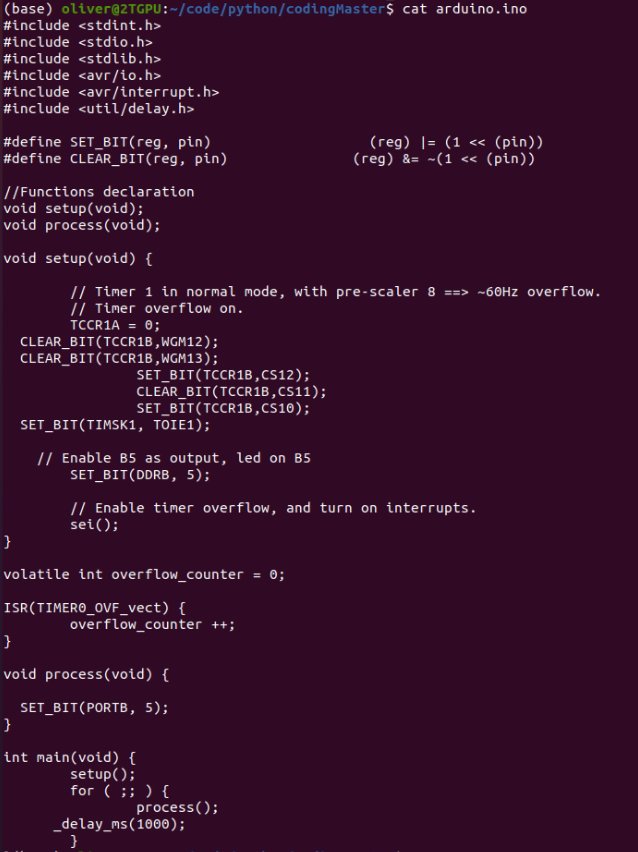 (base) oliver@2TGPU:~/code/python/codingMaster$ cat arduino.ino
#include <stdint.h>
#include <stdio.h>
#include <stdlib.h>
#include <avr/io.h>
#include <avr/interrupt.h>
#include <util/delay.h>

#define SET_BIT(reg, pin)                   (reg) |= (1 << (pin))
#define CLEAR_BIT(reg, pin)               (reg) &= ~(1 << (pin))

//Functions declaration
void setup(void);
void process(void);

void setup(void) {

        // Timer 1 in normal mode, with pre-scaler 8 ==> ~60Hz overflow.
        // Timer overflow on.
        TCCR1A = 0;
  CLEAR_BIT(TCCR1B,WGM12);
  CLEAR_BIT(TCCR1B,WGM13);
                SET_BIT(TCCR1B,CS12);
                CLEAR_BIT(TCCR1B,CS11);
                SET_BIT(TCCR1B,CS10);
  SET_BIT(TIMSK1, TOIE1);

    // Enable B5 as output, led on B5
        SET_BIT(DDRB, 5);

        // Enable timer overflow, and turn on interrupts.
        sei();
}

volatile int overflow_counter = 0;

ISR(TIMER0_OVF_vect) {
        overflow_counter ++;
}

void process(void) {

  SET_BIT(PORTB, 5);
}

int main(void) {
        setup();
        for ( ;; ) {
                process();
      _delay_ms(1000);
        }